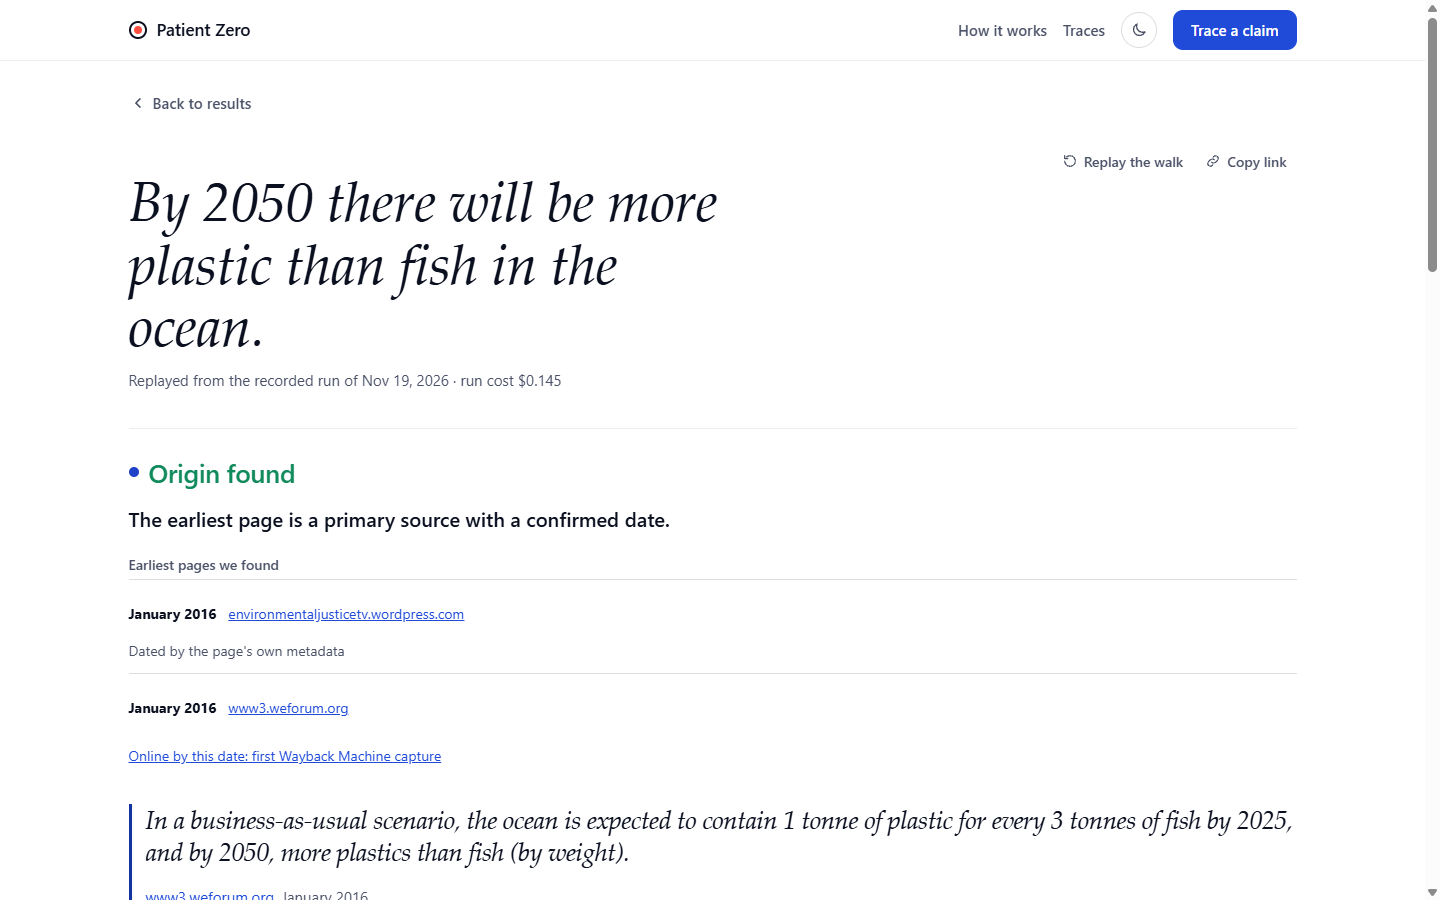 Patient Zero
How it works
Traces
Trace a claim
Back to results
Replay the walk
Copy link
By 2050 there will be more
plastic than fish in the
ocean.
Replayed from the recorded run of Nov 19, 2026 · run cost $0.145
Origin found
The earliest page is a primary source with a confirmed date.
Earliest pages we found
January 2016 environmentaljusticetv.wordpress.com
Dated by the page's own metadata
January 2016 www3.weforum.org
Online by this date: first Wayback Machine capture
In a business-as-usual scenario, the ocean is expected to contain 1 tonne of plastic for every 3 tonnes of fish by 2025,
and by 2050, more plastics than fish (by weight).
www3.weforum.org January 2016